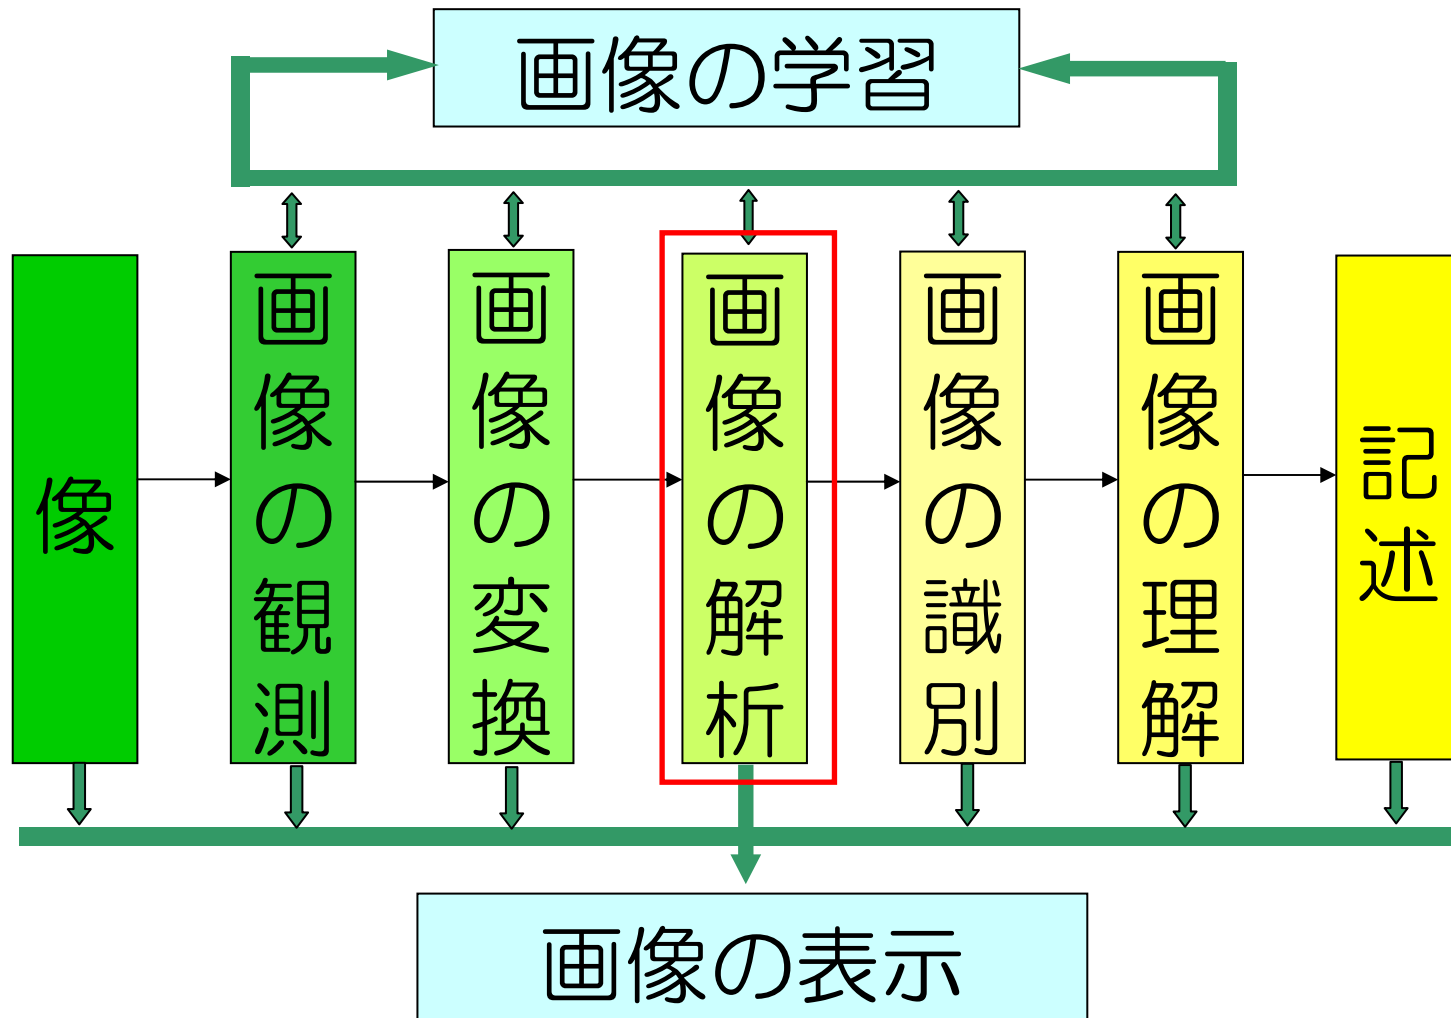 画像の学習
像
画像の観測
画像の変換
画像の解析
画像の識別
画像の理解
記述
画像の表示